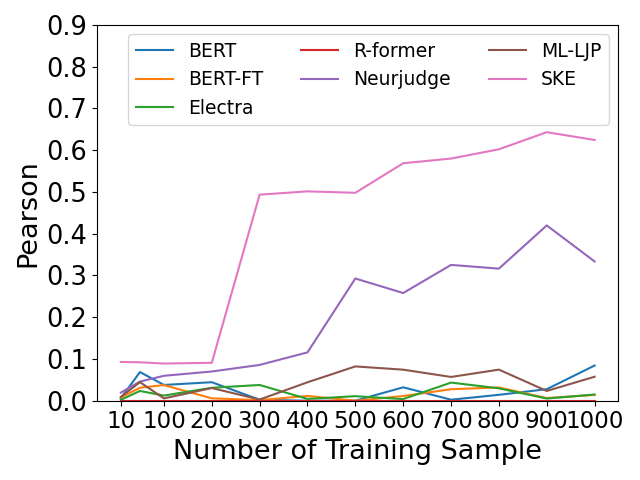 BERT
BERT-FT
Electra
R-former
Neurjudge
ML-LJP
SKE
Pearson
0.9
0.8
0.7
0.6
0.5
0.4
0.3
0.2
0.1
0.0
10 100 200 300 400 500 600 700 800 900 1000
Number of Training Sample